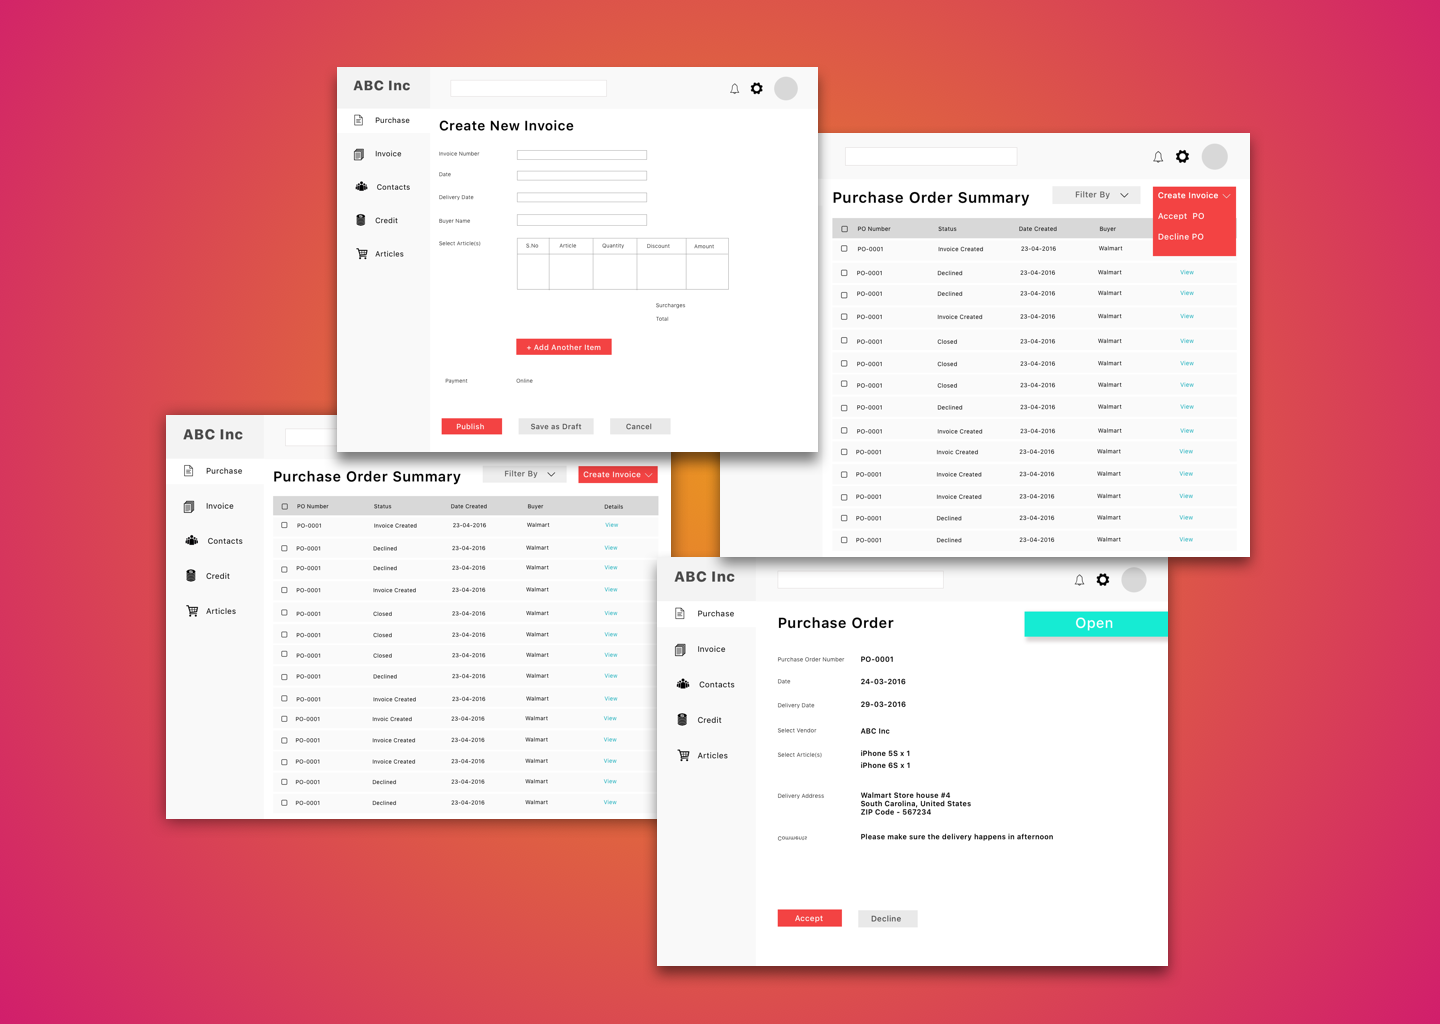 ABC Inc
Purchase
Invoice
Contacts
Credit
Articles
Create New Invoice
Invoice Number
Date
Delivery Date
Buyer Name
Select Article(s)
S.No Article Quantity Discount Amount
Surcharges
Total
+ Add Another Item
Payment Online
Publish Save as Draft Cancel
Purchase Order Summary Filter By Create Invoice
Accept PO
Decline PO
PO Number Status Date Created Buyer
PO-0001 Invoice Created 23-04-2016 Walmart
PO-0001 Declined 23-04-2016 Walmart View
PO-0001 Declined 23-04-2016 Walmart View
PO-0001 Invoice Created 23-04-2016 Walmart View
PO-0001 Closed 23-04-2016 Walmart View
PO-0001 Closed 23-04-2016 Walmart View
PO-0001 Closed 23-04-2016 Walmart View
PO-0001 Declined 23-04-2016 Walmart View
PO-0001 Invoice Created 23-04-2016 Walmart View
PO-0001 Invoic Created 23-04-2016 Walmart View
PO-0001 Invoice Created 23-04-2016 Walmart View
PO-0001 Invoice Created 23-04-2016 Walmart View
PO-0001 Declined 23-04-2016 Walmart View
PO-0001 Declined 23-04-2016 Walmart View
ABC Inc
Purchase
Invoice
Contacts
Credit
Articles
Purchase Order Summary Filter By Create Invoice
PO Number Status Date Created Buyer Details
PO-0001 Invoice Created 23-04-2016 Walmart View
PO-0001 Declined 23-04-2016 Walmart View
PO-0001 Declined 23-04-2016 Walmart View
PO-0001 Invoice Created 23-04-2016 Walmart View
PO-0001 Closed 23-04-2016 Walmart View
PO-0001 Closed 23-04-2016 Walmart View
PO-0001 Closed 23-04-2016 Walmart View
PO-0001 Declined 23-04-2016 Walmart View
PO-0001 Invoice Created 23-04-2016 Walmart View
PO-0001 Invoic Created 23-04-2016 Walmart View
PO-0001 Invoice Created 23-04-2016 Walmart View
PO-0001 Invoice Created 23-04-2016 Walmart View
PO-0001 Declined 23-04-2016 Walmart View
PO-0001 Declined 23-04-2016 Walmart View
ABC Inc
Purchase
Invoice
Contacts
Credit
Articles
Purchase Order Open
Purchase Order Number PO-0001
Date 24-03-2016
Delivery Date 29-03-2016
Select Vendor ABC Inc
Select Article(s) iPhone 5S x 1
iPhone 6S x 1
Delivery Address Walmart Store house #4
South Carolina, United States
ZIP Code - 567234
Please make sure the delivery happens in afternoon
Accept Decline